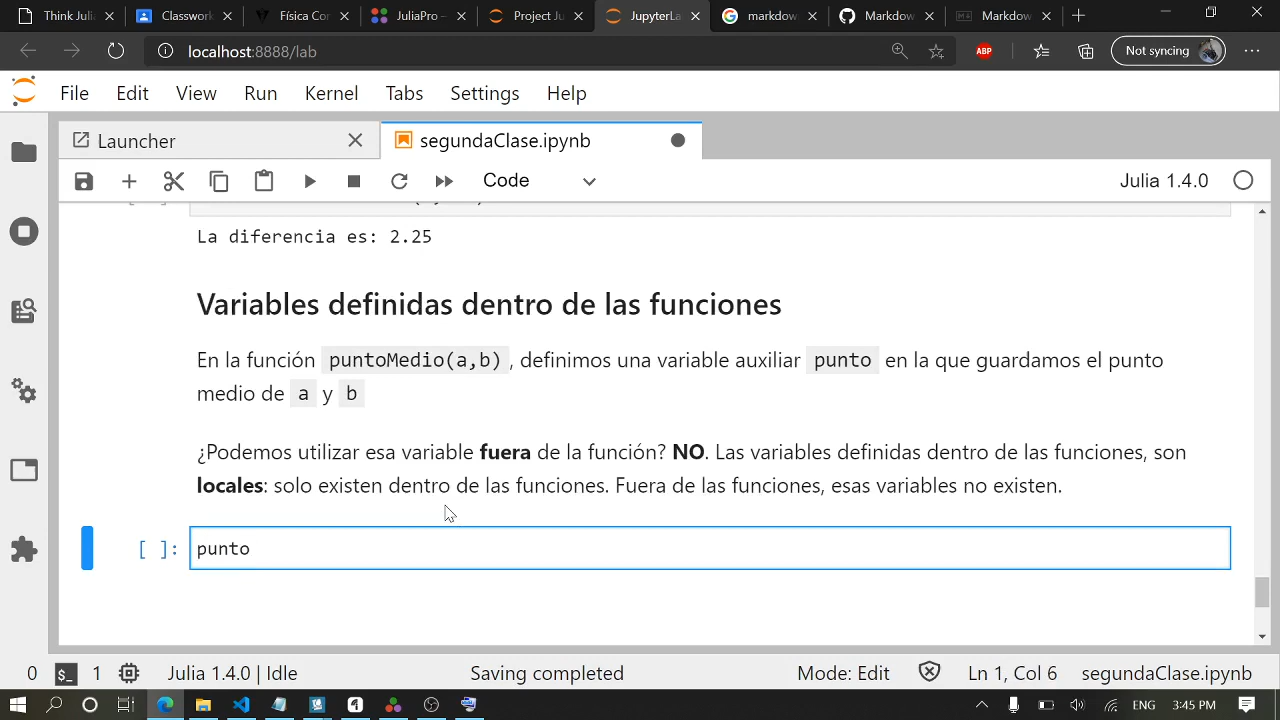 Think Julia
Classwork
Física Cor
JuliaPro –
Project Ju
JupyterLa
markdow
Markdow
Markdow
localhost:8888/lab
ABP
Not syncing
File Edit View Run Kernel Tabs Settings Help
Launcher
segundaClase.ipynb
Code
Julia 1.4.0
La diferencia es: 2.25
Variables definidas dentro de las funciones
En la función puntoMedio(a,b), definimos una variable auxiliar punto en la que guardamos el punto
medio de a y b
¿Podemos utilizar esa variable fuera de la función? NO. Las variables definidas dentro de las funciones, son
locales: solo existen dentro de las funciones. Fuera de las funciones, esas variables no existen.
[ ]: punto
0 $_ 1 Julia 1.4.0 | Idle Saving completed Mode: Edit Ln 1, Col 6 segundaClase.ipynb
ENG 3:45 PM